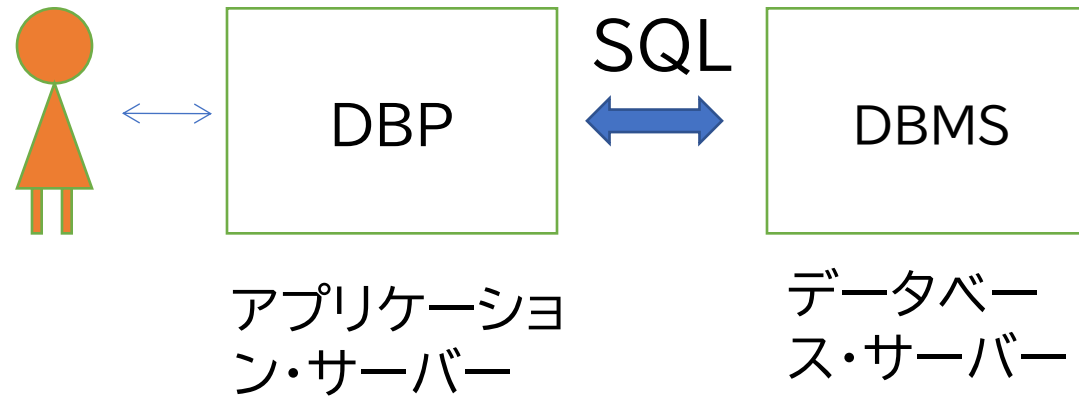 SQL
DBP
DBMS
アプリケーショ
ン・サーバー
データベー
ス・サーバー